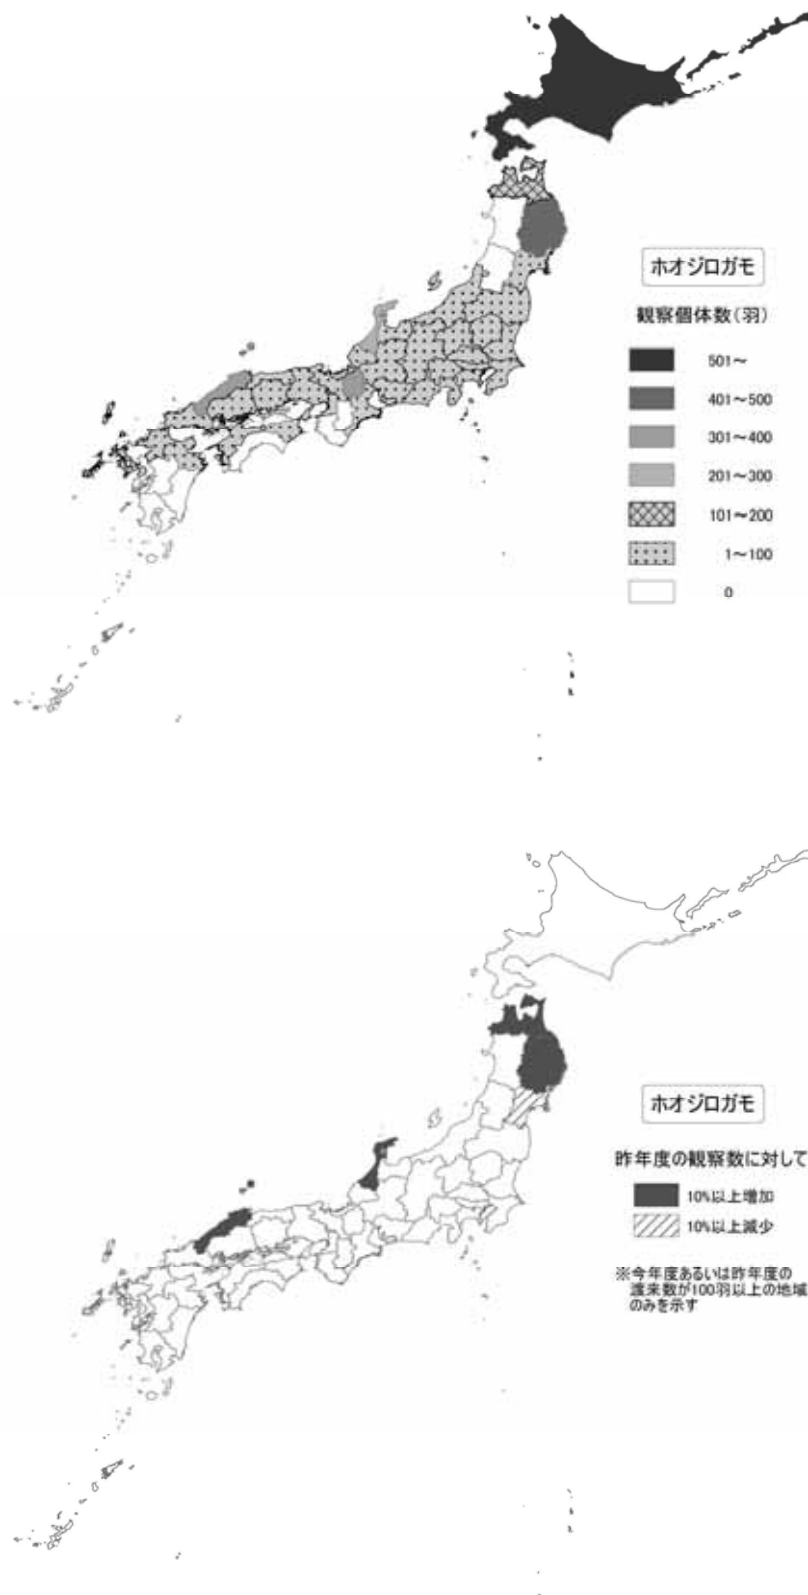 ホオジロガモ
観察個体数(羽)
501～
401～500
301～400
201～300
101～200
1～100
0
ホオジロガモ
昨年度の観察数に対して
10%以上増加
10%以上減少
※今年度あるいは昨年度の
渡来数が100羽以上の地域
のみを示す